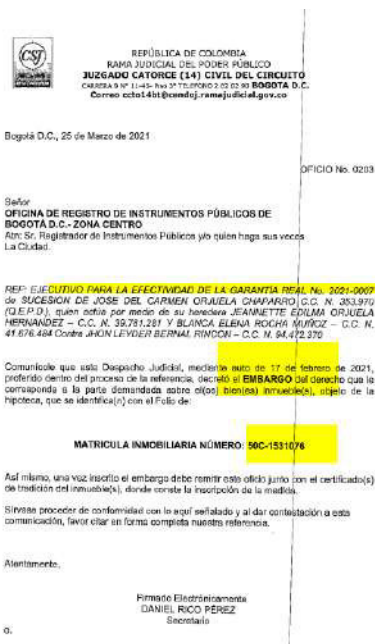 CSJ
REPÚBLICA DE COLOMBIA
RAMA JUDICIAL DEL PODER PÚBLICO
JUZGADO CATORCE (14) CIVIL DEL CIRCUITO
CARRERA 9 Nº 11-45- Piso 3º TELEFONO 2 82 02 90 BOGOTA D.C.
Correo ccto14bt@cendoj.ramajudicial.gov.co
Bogotá D.C., 25 de Marzo de 2021
OFICIO No. 0203
Señor
OFICINA DE REGISTRO DE INSTRUMENTOS PÚBLICOS DE
BOGOTÁ D.C.- ZONA CENTRO
Atn: Sr. Registrador de Instrumentos Públicos y/o quien haga sus veces
La Ciudad.
REF: EJECUTIVO PARA LA EFECTIVIDAD DE LA GARANTIA REAL No. 2021-0007
de SUCESION DE JOSE DEL CARMEN ORJUELA CHAPARRO C.C. N. 353.970
(Q.E.P.D.), quien actúa por medio de su heredera JEANNETTE EDILMA ORJUELA
HERNANDEZ – C.C. N. 39.781.281 Y BLANCA ELENA ROCHA MUÑOZ – C.C. N.
41.676.484 Contra JHON LEYDER BERNAL RINCON – C.C. N. 94.472.370
Comunícole que este Despacho Judicial, mediante auto de 17 de febrero de 2021,
proferido dentro del proceso de la referencia, decretó el EMBARGO del derecho que le
corresponda a la parte demandada sobre el(os) bien(es) inmueble(s), objeto de la
hipoteca, que se identifica(n) con el Folio de:
MATRICULA INMOBILIARIA NÚMERO: 50C-1531076
Así mismo, una vez inscrito el embargo debe remitir este oficio junto con el certificado(s)
de tradición del inmueble(s), donde conste la inscripción de la medida.
Sírvase proceder de conformidad con lo aquí señalado y al dar contestación a esta
comunicación, favor citar en forma completa nuestra referencia.
Atentamente,
Firmado Electrónicamente
DANIEL RICO PÉREZ
Secretario
o.